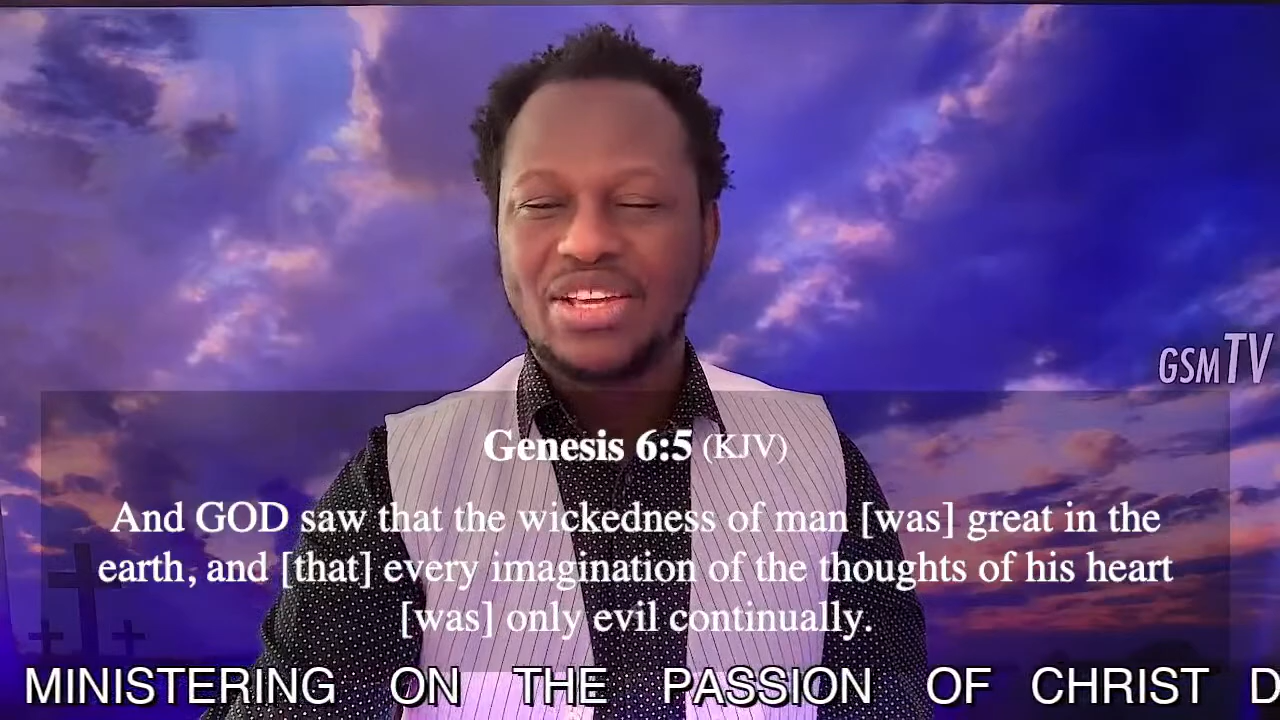 GSMTV
Genesis 6:5 (KJV)
And GOD saw that the wickedness of man [was] great in the
earth, and [that] every imagination of the thoughts of his heart
[was] only evil continually.
MINISTERING ON THE PASSION OF CHRIST D